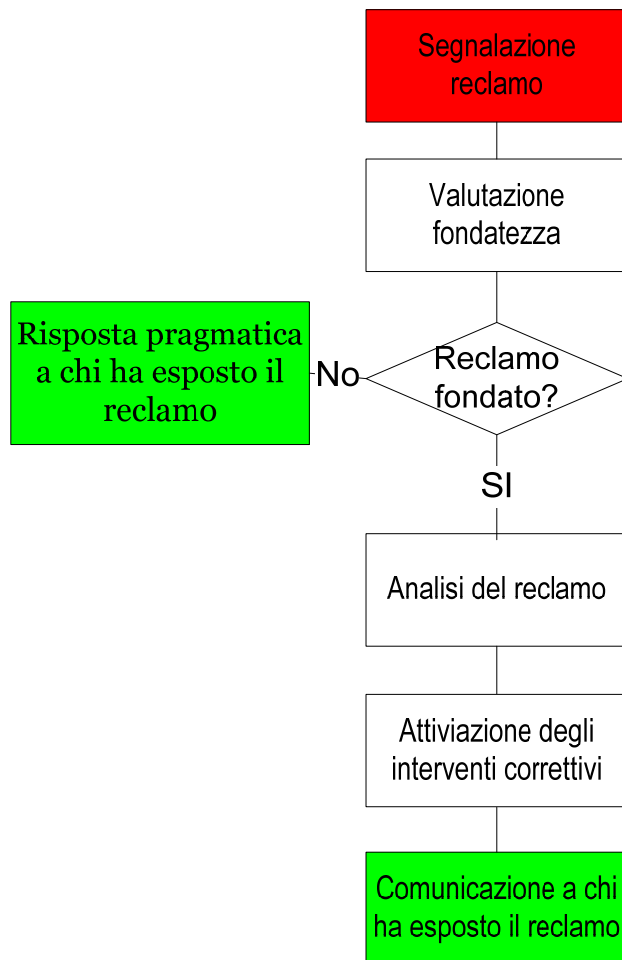 Segnalazione
reclamo
Valutazione
fondatezza
Risposta pragmatica
a chi ha esposto il
reclamo
No
Reclamo
fondato?
SI
Analisi del reclamo
Attiviazione degli
interventi correttivi
Comunicazione a chi
ha esposto il reclamo